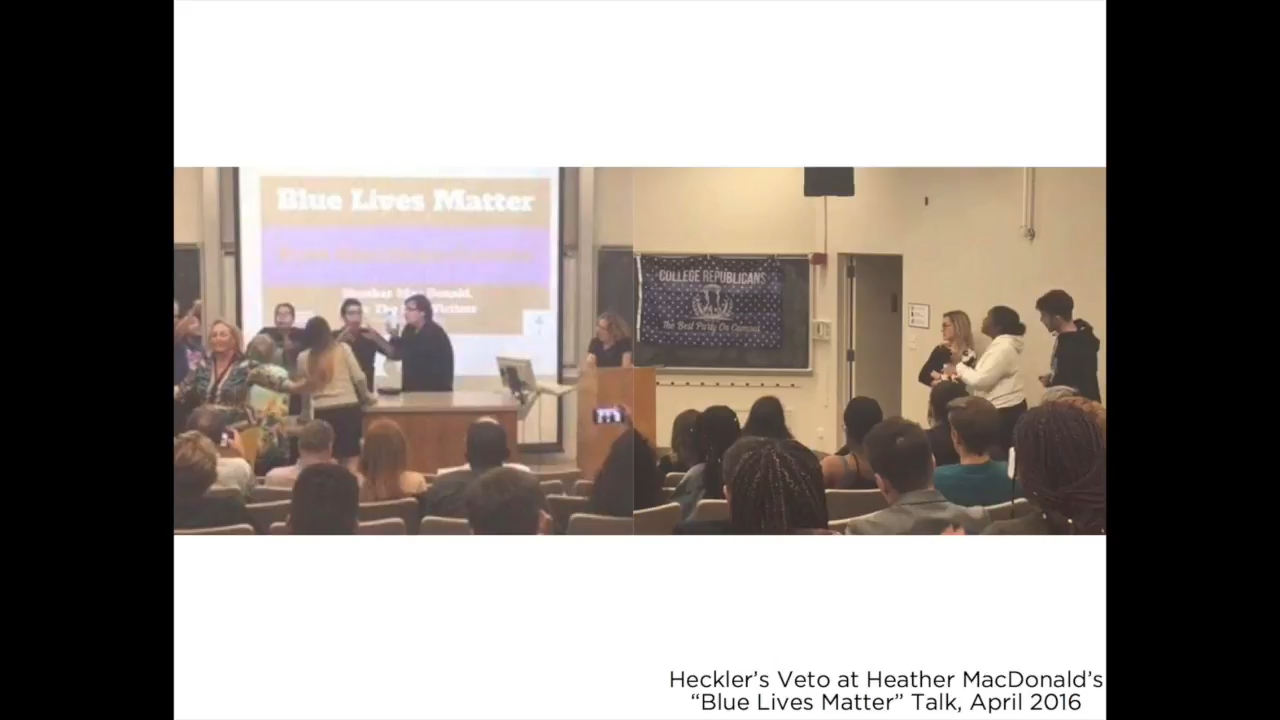 Blue Lives Matter
COLLEGE REPUBLICANS
The Best Party On Campus
Heckler’s Veto at Heather MacDonald’s
“Blue Lives Matter” Talk, April 2016